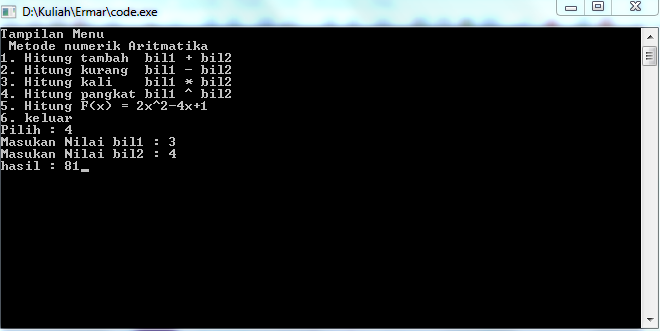 D:\Kuliah\Ermar\code.exe
Tampilan Menu
Metode numerik Aritmatika
1. Hitung tambah bil1 + bil2
2. Hitung kurang bil1 - bil2
3. Hitung kali bil1 * bil2
4. Hitung pangkat bil1 ^ bil2
5. Hitung F(x) = 2x^2-4x+1
6. keluar
Pilih : 4
Masukan Nilai bil1 : 3
Masukan Nilai bil2 : 4
hasil : 81